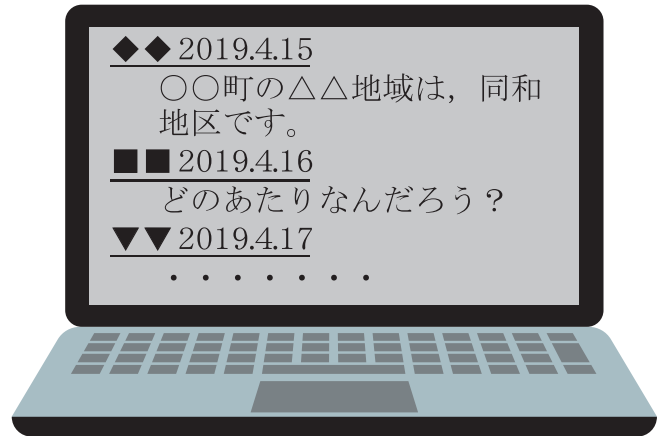 ◆◆2019.4.15
○○町の△△地域は，同和
地区です。
■■2019.4.16
どのあたりなんだろう？
▼▼2019.4.17
・・・・・・・